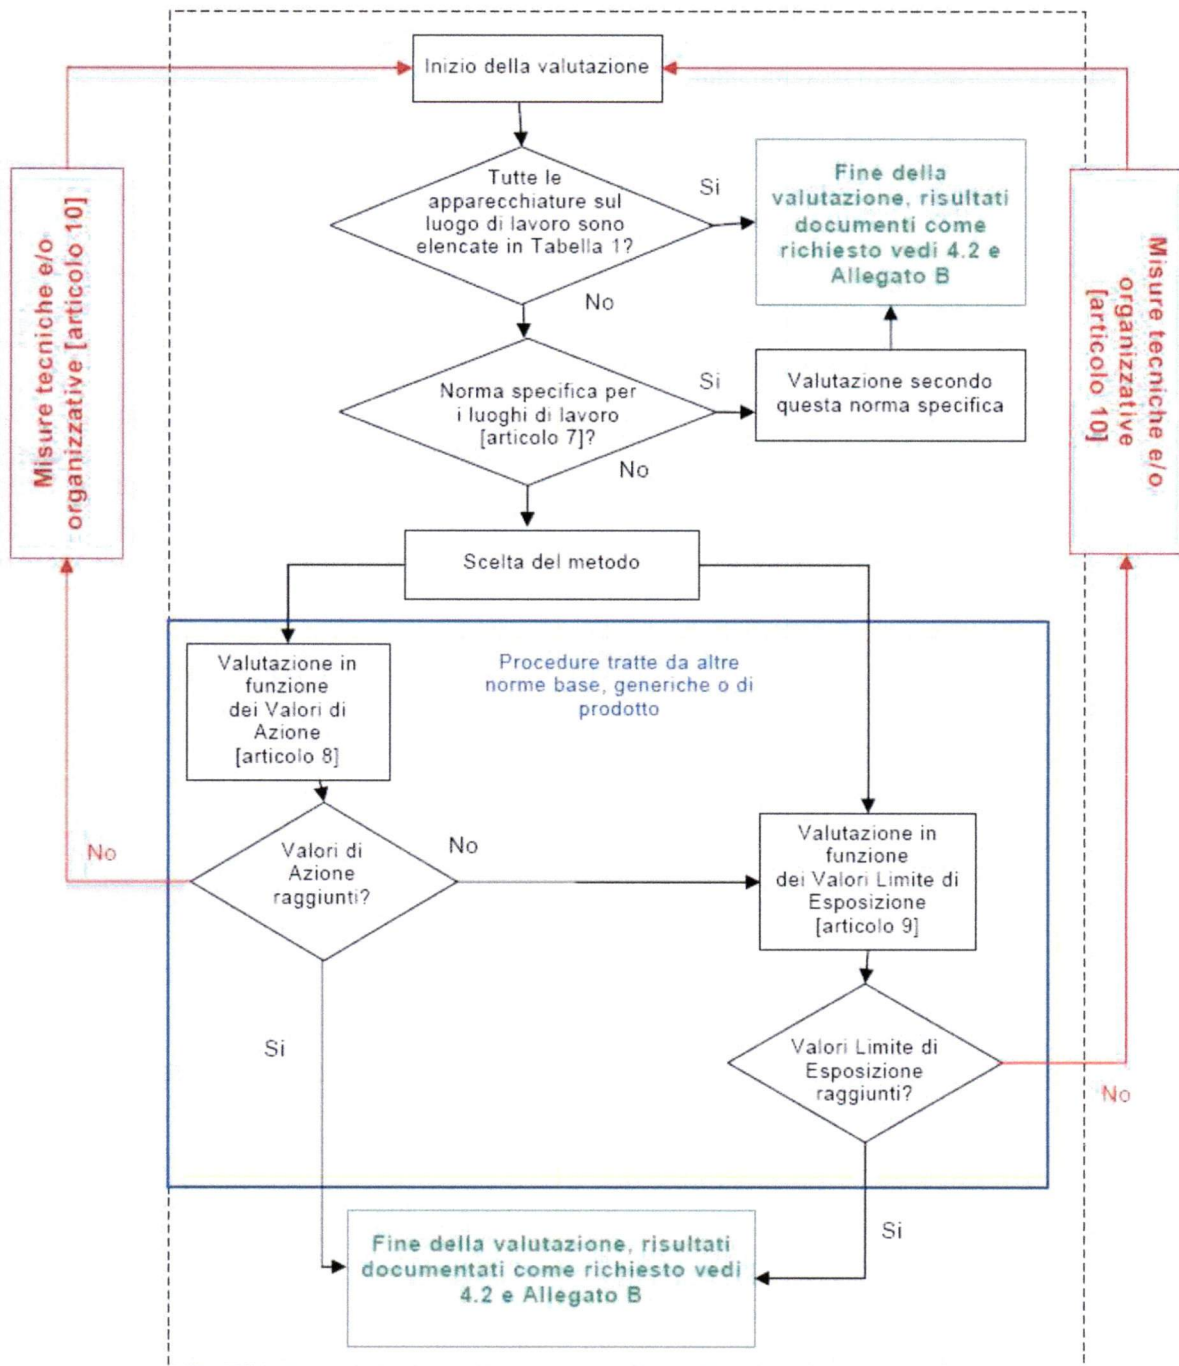 Inizio della valutazione
Tutte le
apparecchiature sul
luogo di lavoro sono
elencate in Tabella 1?
Si
Fine della
valutazione, risultati
documenti come
richiesto vedi 4.2 e
Allegato B
No
Norma specifica per
i luoghi di lavoro
[articolo 7]?
Si
Valutazione secondo
questa norma specifica
No
Misure tecniche e/o
organizzative [articolo 10]
Misure tecniche e/o
organizzative
[articolo 10]
Scelta del metodo
Valutazione in
funzione
dei Valori di
Azione
[articolo 8]
Procedure tratte da altre
norme base, generiche o di
prodotto
No
Valori di
Azione
raggiunti?
No
Valutazione in
funzione
dei Valori Limite di
Esposizione
[articolo 9]
Si
Valori Limite di
Esposizione
raggiunti?
No
Si
Fine della valutazione, risultati
documentati come richiesto vedi
4.2 e Allegato B